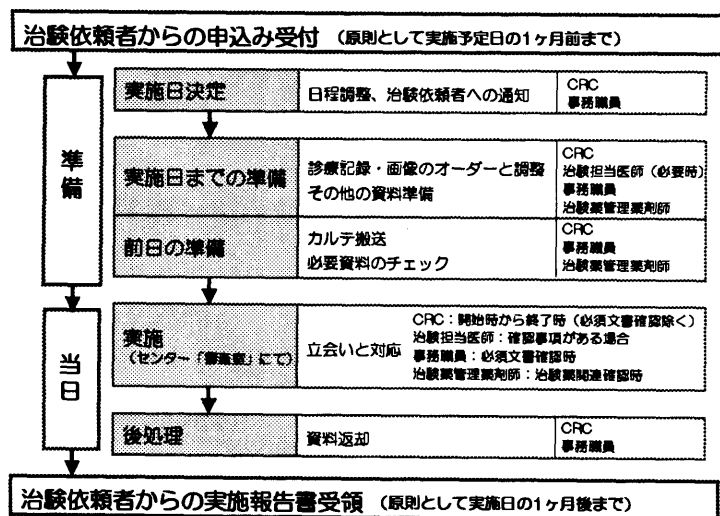 治験依頼者からの申込み受付 (原則として実施予定日の1ヶ月前まで)
準備
実施日決定
日程調整、治験依頼者への通知
CRC
事務職員
実施日までの準備
診療記録・画像のオーダーと調整
その他の資料準備
CRC
治験担当医師（必要時）
事務職員
治験薬管理薬剤師
前日の準備
カルテ搬送
必要資料のチェック
CRC
事務職員
治験薬管理薬剤師
当日
実施
(センター「審査室」にて)
立会いと対応
CRC：開始時から終了時（必須文書確認除く）
治験担当医師：確認事項がある場合
事務職員：必須文書確認時
治験薬管理薬剤師：治験薬関連確認時
後処理
資料返却
CRC
事務職員
治験依頼者からの実施報告書受領 (原則として実施日の1ヶ月後まで)